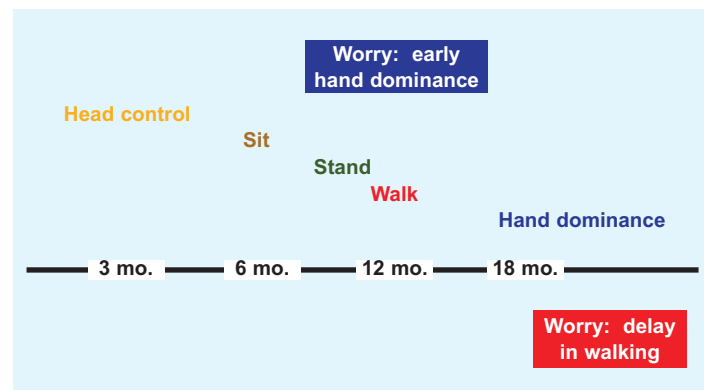 Worry: early
hand dominance
Head control
Sit
Stand
Walk
Hand dominance
3 mo. 6 mo. 12 mo. 18 mo.
Worry: delay
in walking